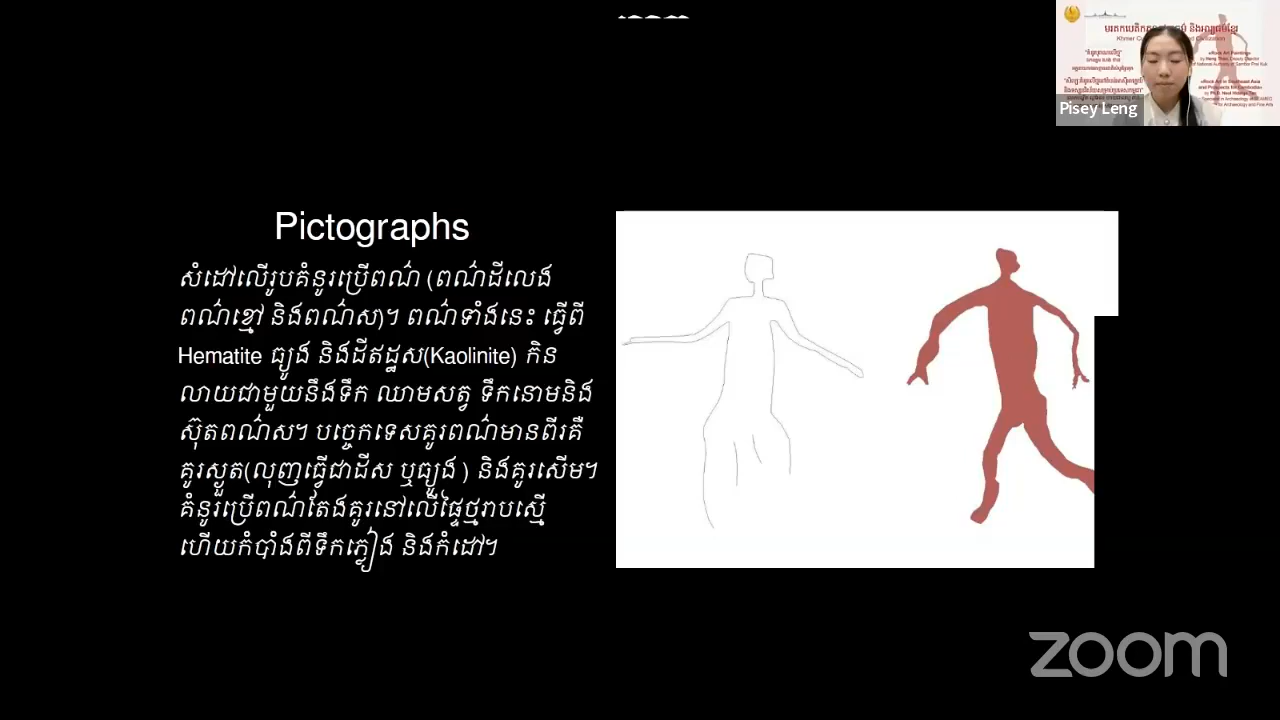 Pictographs
សំដៅលើរូបគំនូរប្រើពណ៌ (ពណ៌ដីលេង
ពណ៌ខ្មៅ និងពណ៌ស)។ ពណ៌ទាំងនេះ ធ្វើពី
Hematite ធ្យូង និងដីឥដ្ឋស(Kaolinite) កិន
លាយជាមួយនឹងទឹក ឈាមសត្វ ទឹកនោមនិង
ស៊ុតពណ៌ស។ បច្ចេកទេសគូរពណ៌មានពីរគឺ
គូរស្ងួត(លុញធ្វើជាដីស ឬធ្យូង ) និងគូរសើម។
គំនូរប្រើពណ៌តែងគូរនៅលើផ្ទៃថ្មរាបស្មើ
ហើយកំបាំងពីទឹកភ្លៀង និងកំដៅ។
Pisey Leng
zoom